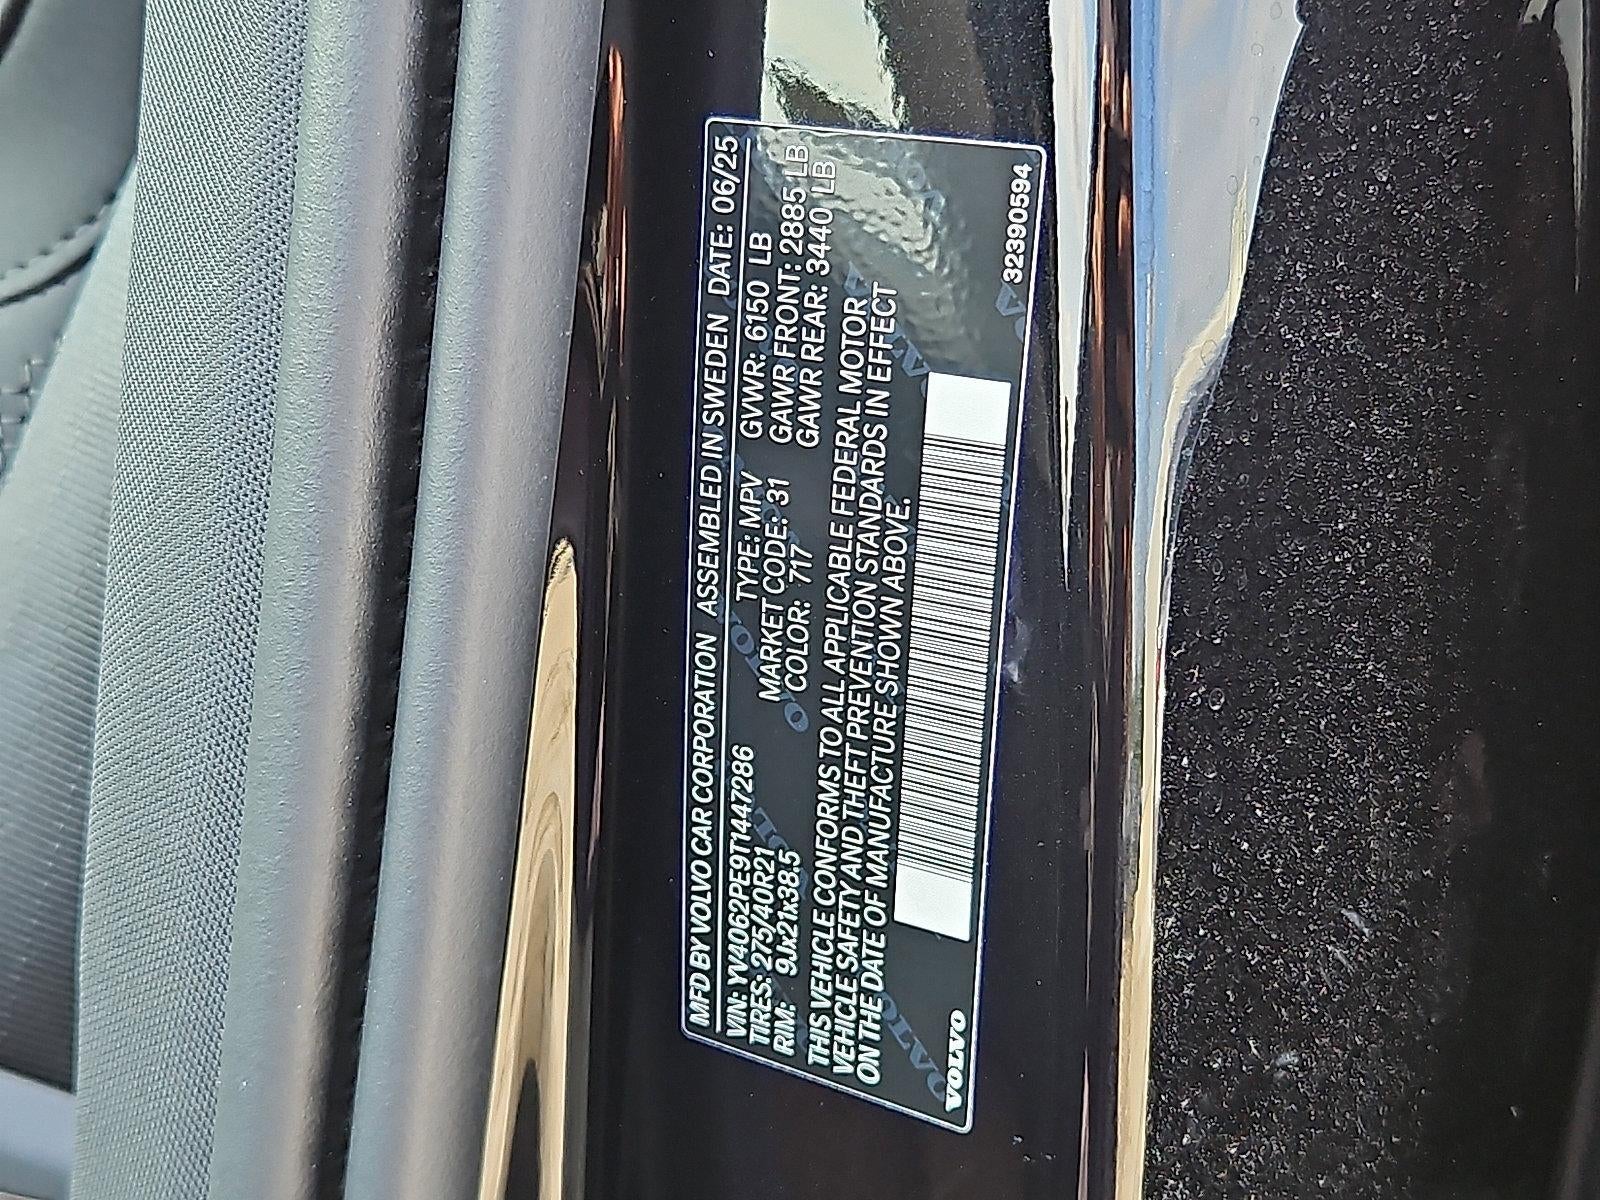 MFD BY VOLVO CAR CORPORATION ASSEMBLED IN SWEDEN DATE: 06/25
VIN: YV4062PE9T1447286 TYPE: MPV GVWR: 6150 LB
TIRES: 275/40R21 MARKET CODE: 31 GAWR FRONT: 2885 LB
RIM: 9Jx21x38.5 COLOR: 717 GAWR REAR: 3440 LB
THIS VEHICLE CONFORMS TO ALL APPLICABLE FEDERAL MOTOR
VEHICLE SAFETY AND THEFT PREVENTION STANDARDS IN EFFECT
ON THE DATE OF MANUFACTURE SHOWN ABOVE.
VOLVO 32390594